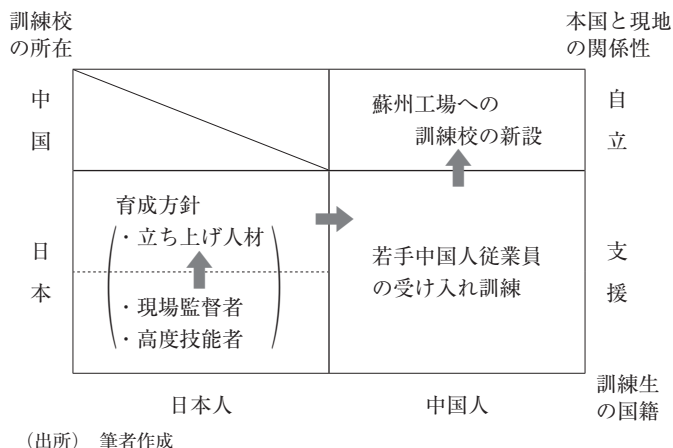 訓練校
の所在
本国と現地
の関係性
中国
蘇州工場への
訓練校の新設
自立
育成方針
・立ち上げ人材
・現場監督者
・高度技能者
日本
若手中国人従業員
の受け入れ訓練
支援
日本人
中国人
訓練生
の国籍
（出所） 筆者作成